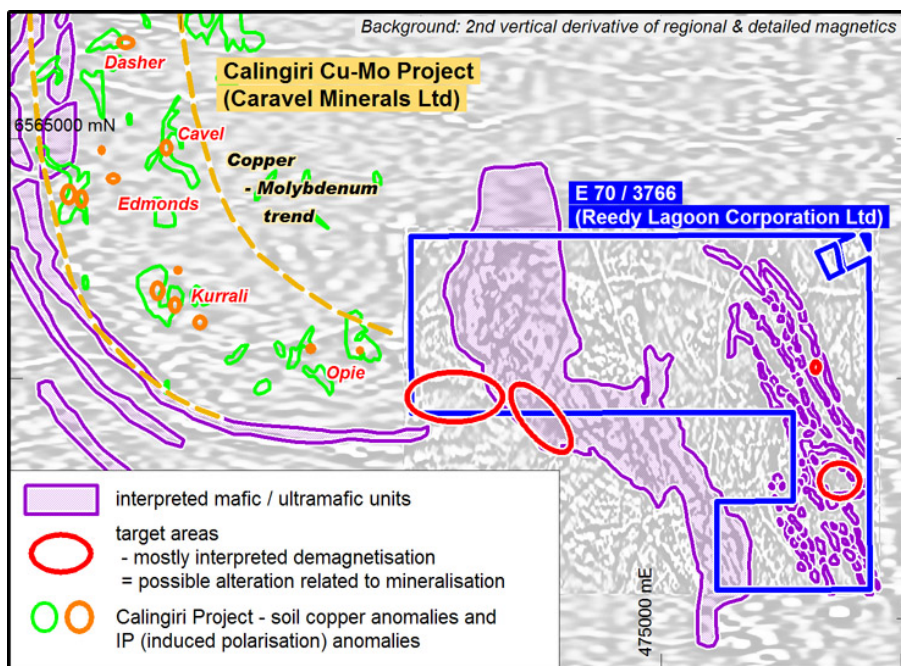 Background: 2nd vertical derivative of regional & detailed magnetics
Dasher
Calingiri Cu-Mo Project
(Caravel Minerals Ltd)
6565000 mN
Cavel
Copper
- Molybdenum
trend
Edmonds
E 70 / 3766
(Reedy Lagoon Corporation Ltd)
Kurrali
Opie
interpreted mafic / ultramafic units
target areas
- mostly interpreted demagnetisation
= possible alteration related to mineralisation
Calingiri Project - soil copper anomalies and
IP (induced polarisation) anomalies
475000 mE